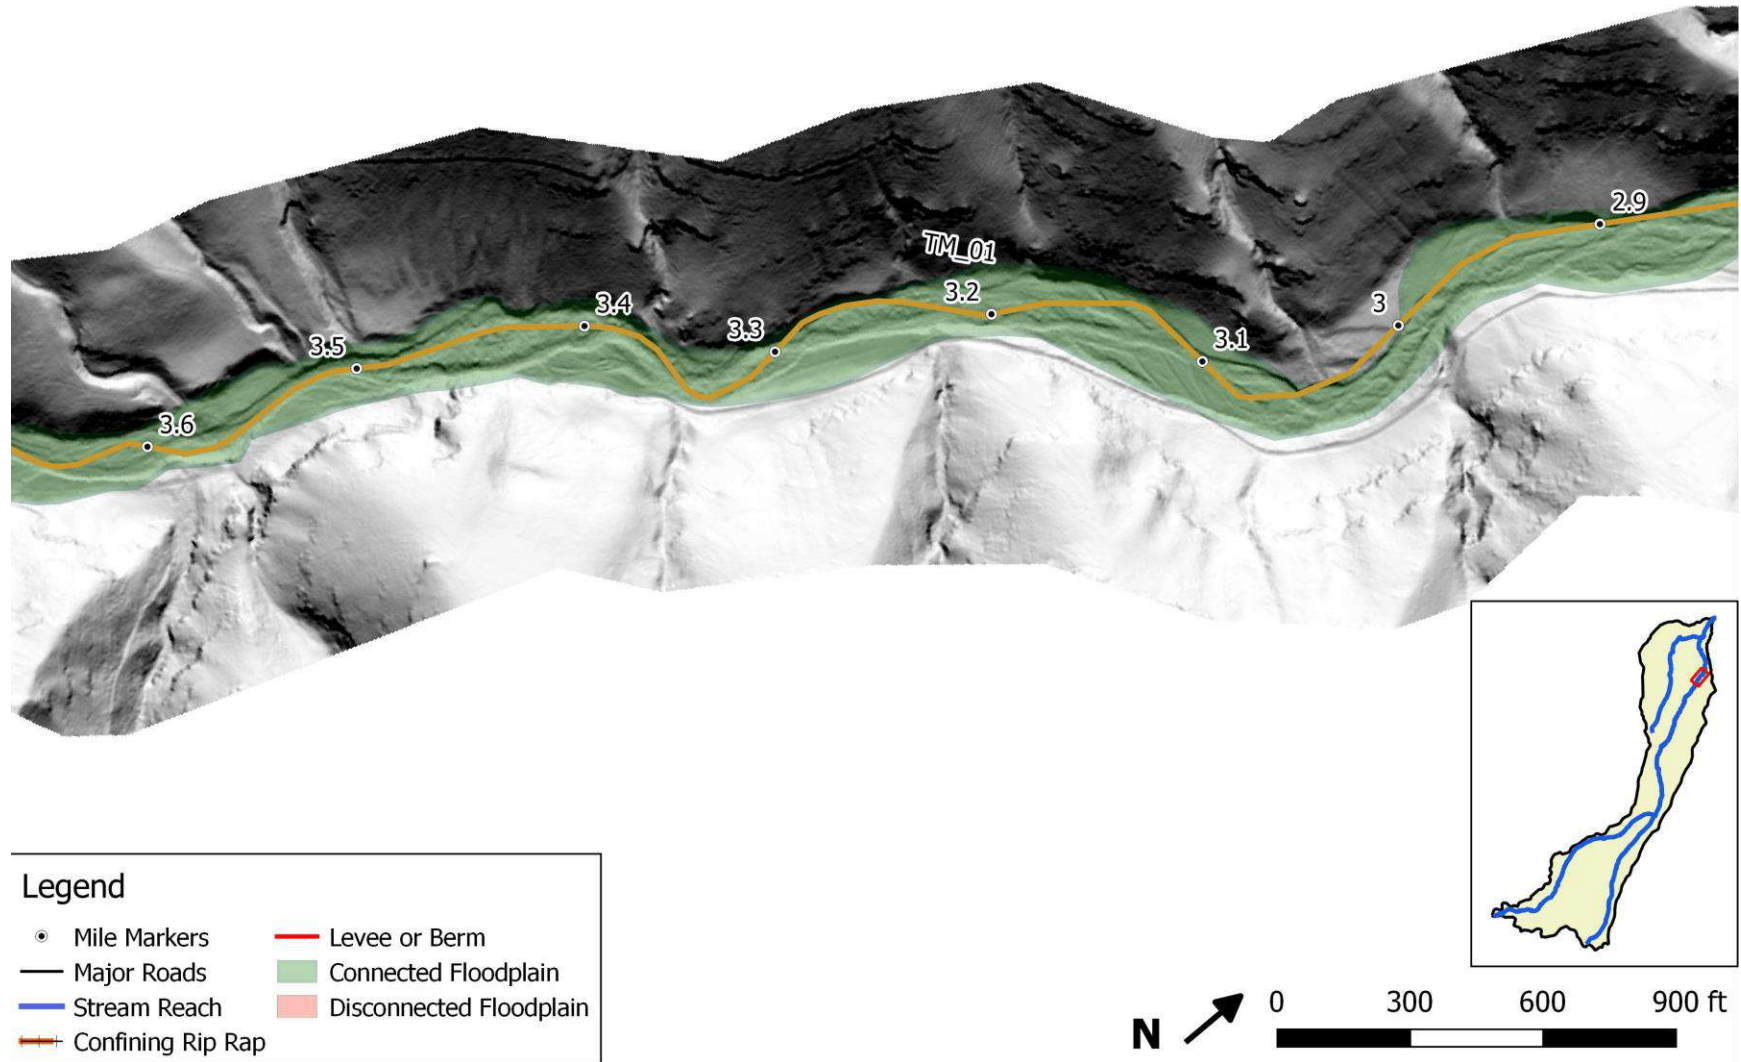 2.9
TM_01
3.2
3
3.4
3.3
3.1
3.5
3.6
Legend
Mile Markers
Major Roads
Stream Reach
Confining Rip Rap
Levee or Berm
Connected Floodplain
Disconnected Floodplain
N
0 300 600 900 ft